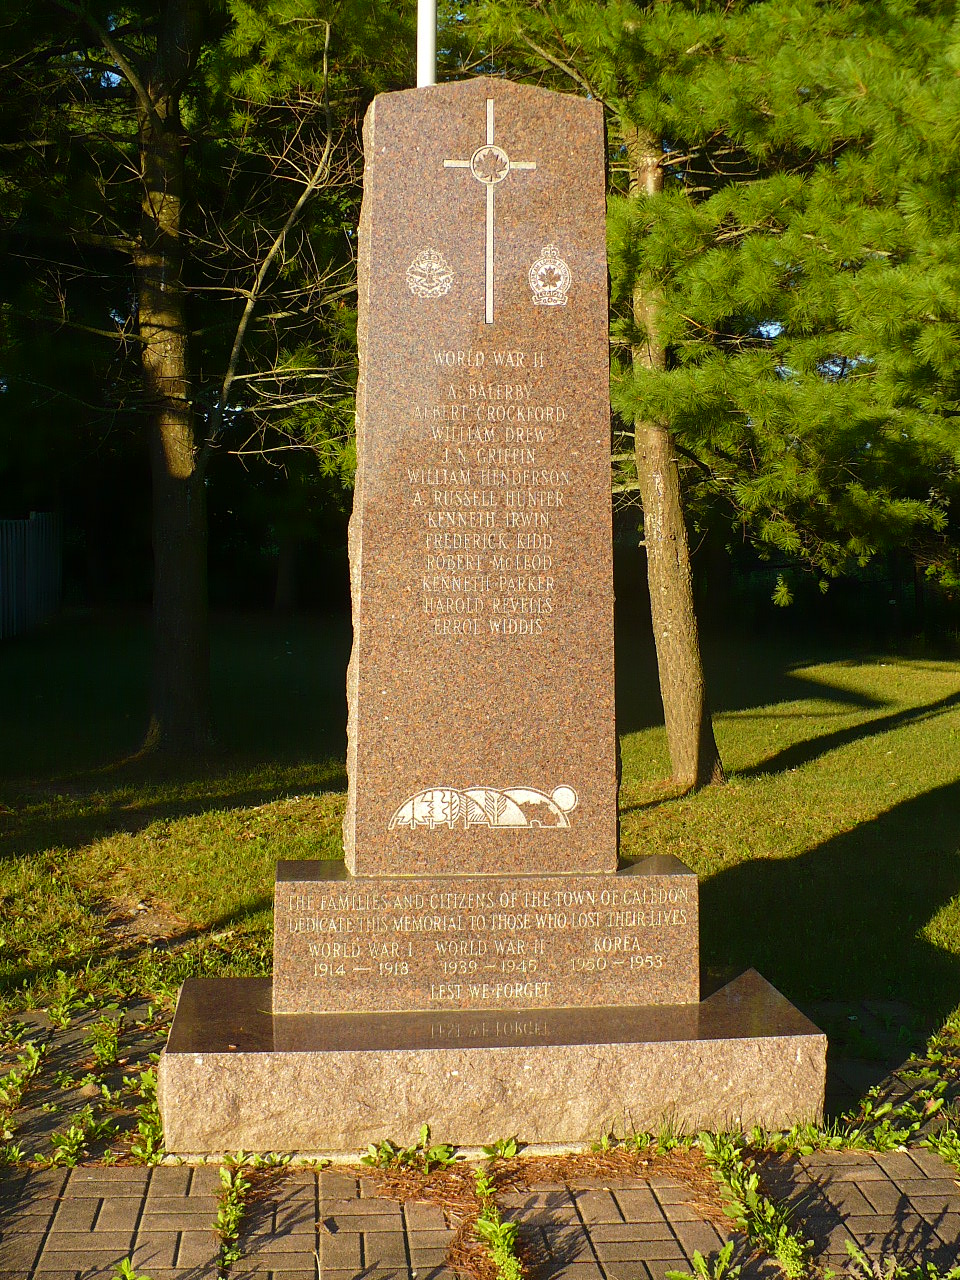 WORLD WAR II
A. BALERBY
ALBERT CROCKFORD
WILLIAM DREW
J. N. GRIFFIN
WILLIAM HENDERSON
A. RUSSELL HUNTER
KENNETH IRWIN
FREDERICK KIDD
ROBERT McLEOD
KENNETH PARKER
HAROLD REVELLS
ERROL WIDDIS
THE FAMILIES AND CITIZENS OF THE TOWN OF CALEDON
DEDICATE THIS MEMORIAL TO THOSE WHO LOST THEIR LIVES
WORLD WAR I WORLD WAR II KOREA
1914 — 1918 1939 — 1945 1950 — 1953
LEST WE FORGET